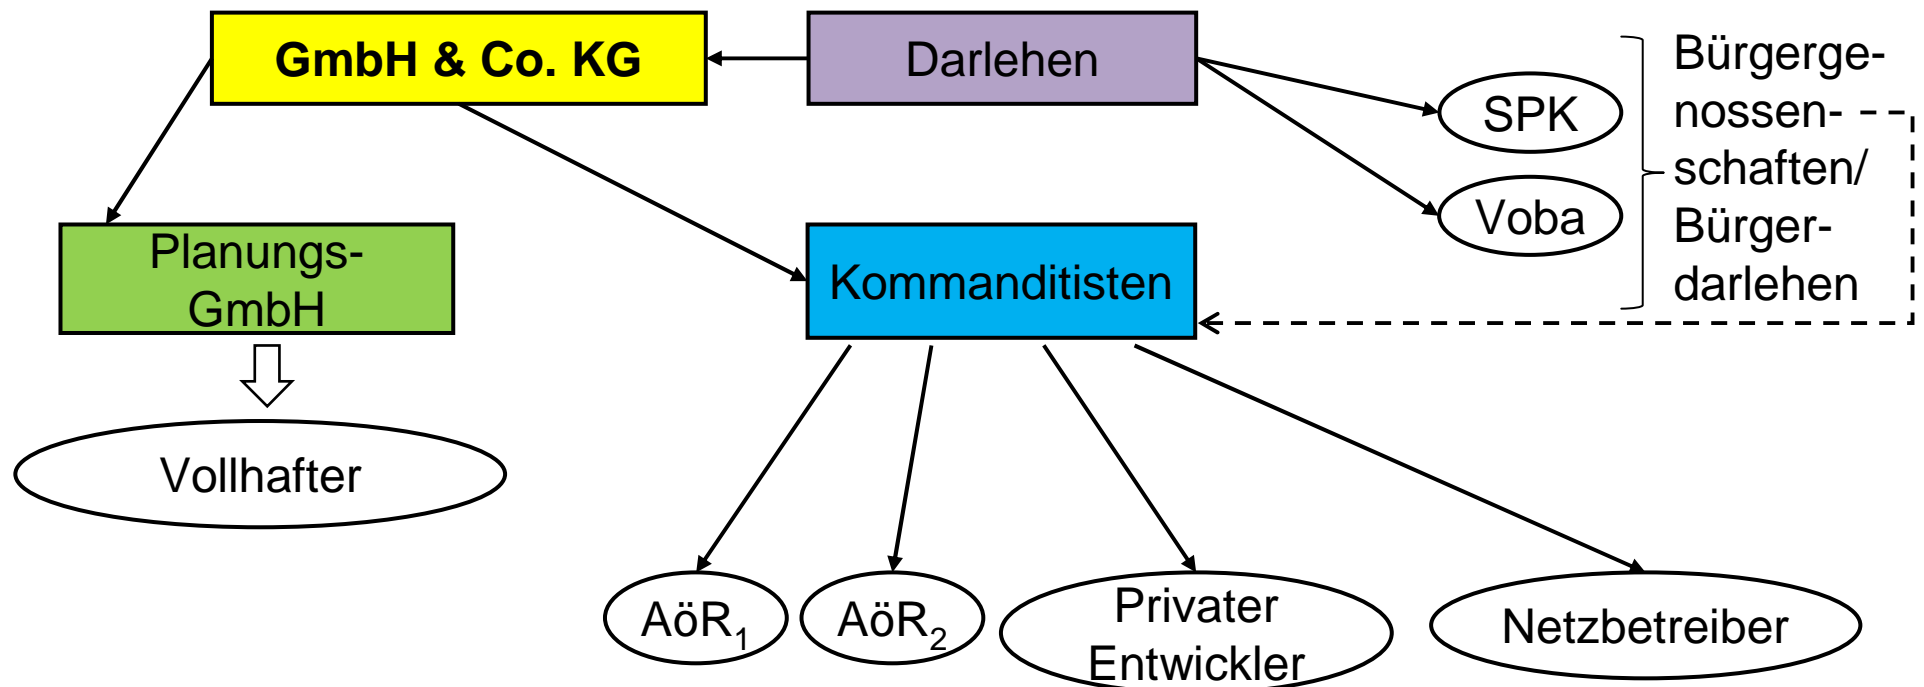 GmbH & Co. KG
Darlehen
SPK
Voba
Bürgerge-
nossen-
schaften/
Bürger-
darlehen
Planungs-
GmbH
Kommanditisten
Vollhafter
AöR₁
AöR₂
Privater
Entwickler
Netzbetreiber